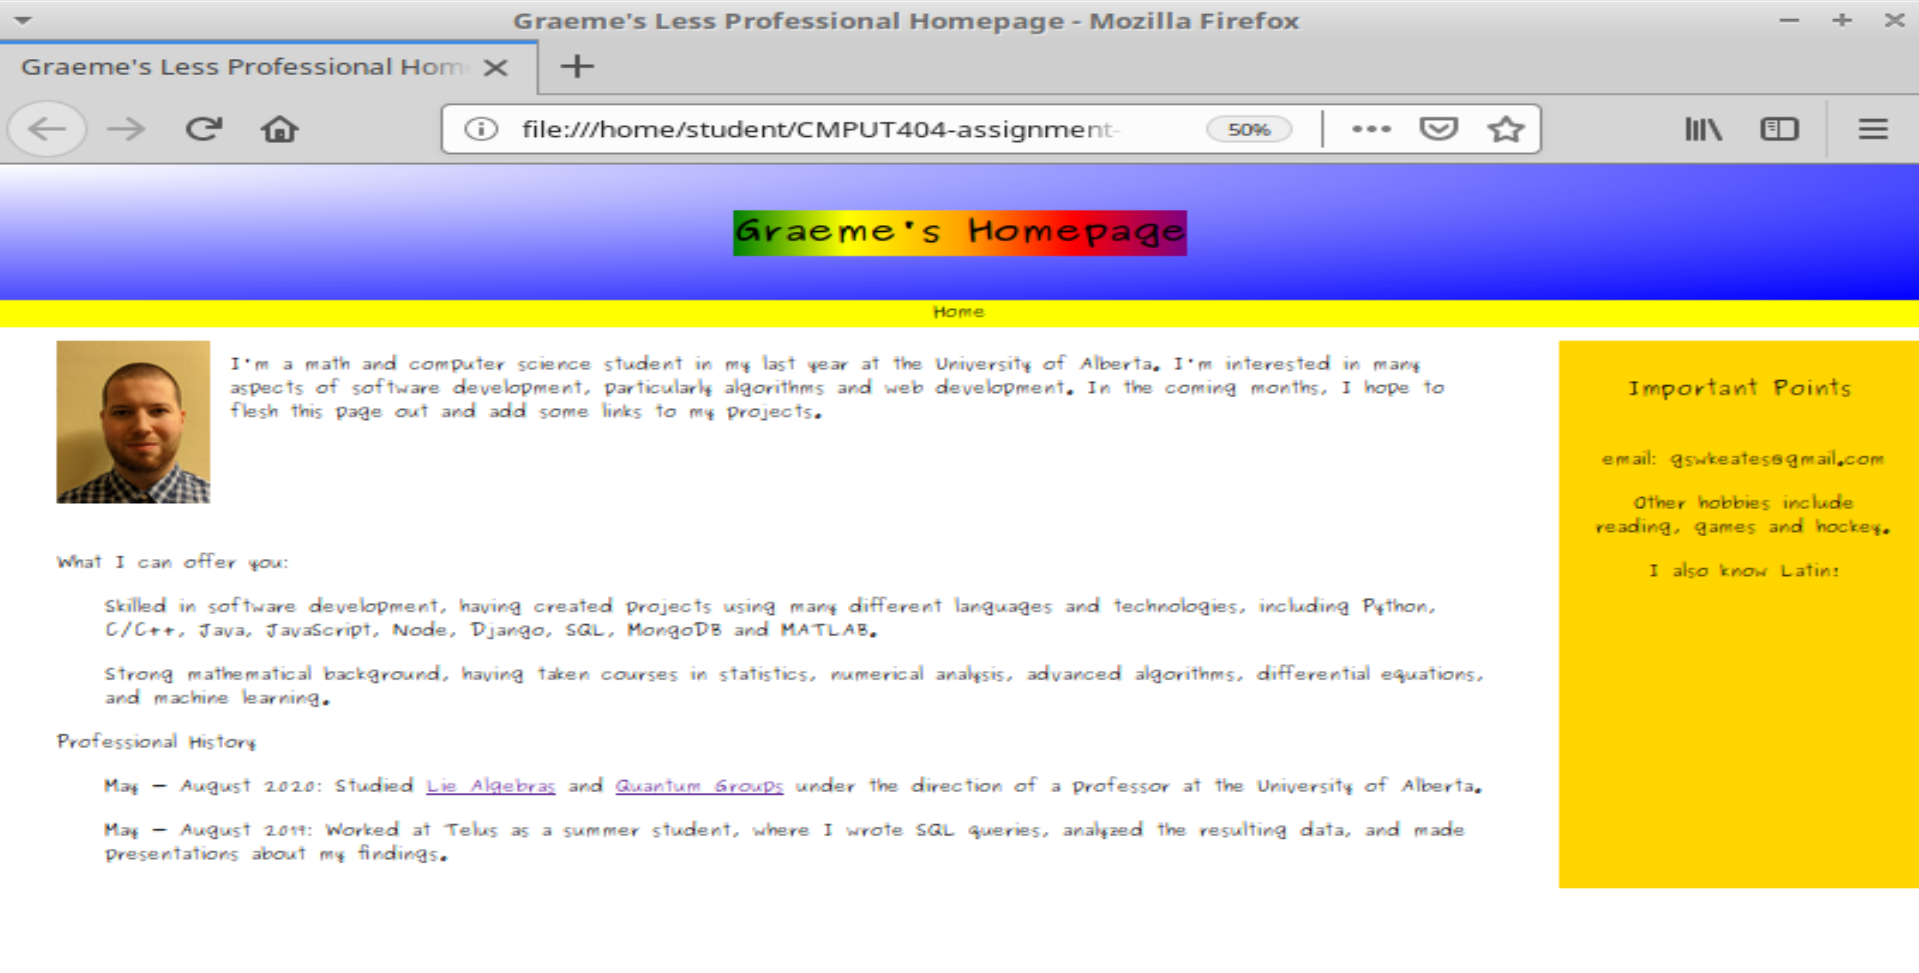 Graeme's Less Professional Homepage - Mozilla Firefox
Graeme's Less Professional Hom
file:///home/student/CMPUT404-assignment-
50%
Graeme's Homepage
Home
I'm a math and computer science student in my last year at the University of Alberta. I'm interested in many
aspects of software development, particularly algorithms and web development. In the coming months, I hope to
flesh this page out and add some links to my projects.
What I can offer you:
Skilled in software development, having created projects using many different languages and technologies, including Python,
C/C++, Java, JavaScript, Node, Django, SQL, MongoDB and MATLAB.
Strong mathematical background, having taken courses in statistics, numerical analysis, advanced algorithms, differential equations,
and machine learning.
Professional History
May – August 2020: Studied Lie Algebras and Quantum Groups under the direction of a professor at the University of Alberta.
May – August 2019: Worked at Telus as a summer student, where I wrote SQL queries, analyzed the resulting data, and made
presentations about my findings.
Important Points
email: gswkeates@gmail.com
Other hobbies include
reading, games and hockey.
I also know Latin!